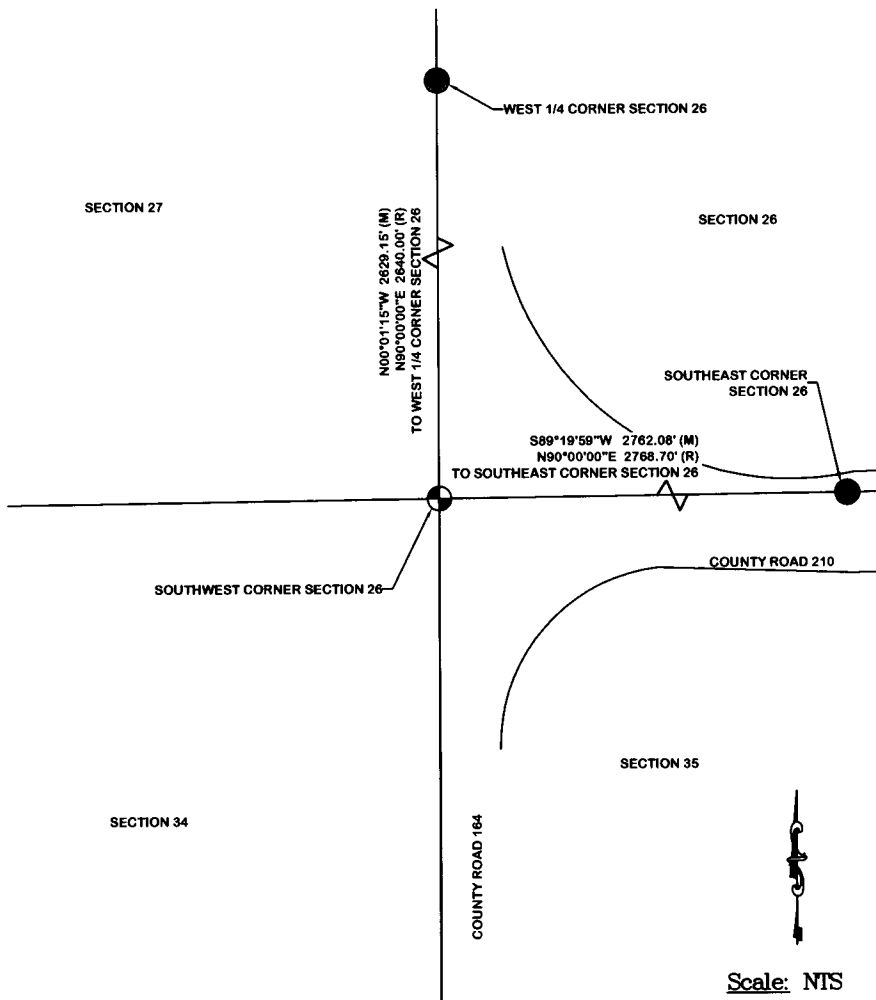 WEST 1/4 CORNER SECTION 26
SECTION 27
SECTION 26
N00°01'15"W 2629.15' (M)
N90°00'00"E 2640.00' (R)
TO WEST 1/4 CORNER SECTION 26
SOUTHEAST CORNER
SECTION 26
S89°19'59"W 2762.08' (M)
N90°00'00"E 2768.70' (R)
TO SOUTHEAST CORNER SECTION 26
COUNTY ROAD 210
SOUTHWEST CORNER SECTION 26
SECTION 35
SECTION 34
COUNTY ROAD 164
Scale: NTS